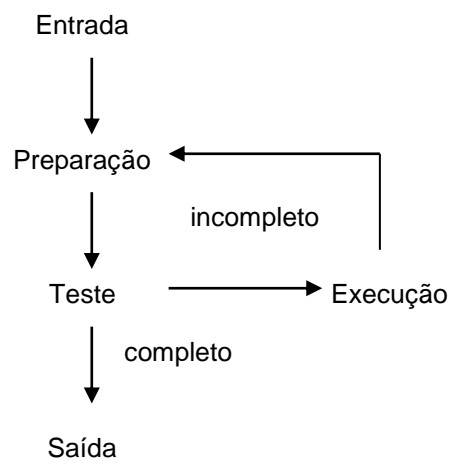 Entrada
Preparação
incompleto
Teste
Execução
completo
Saída